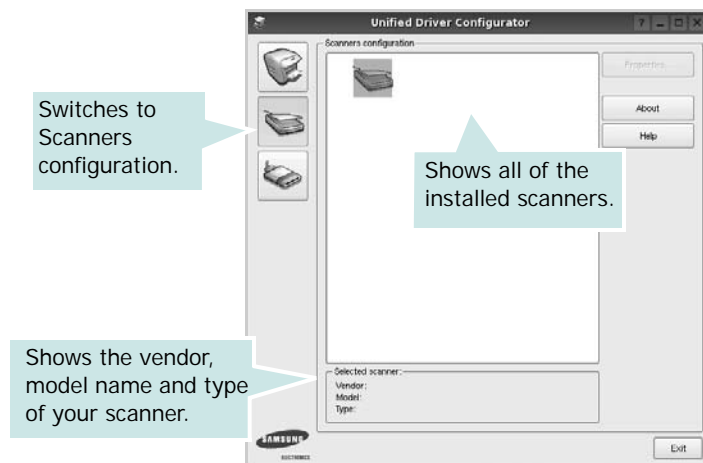 Unified Driver Configurator
Scanners configuration
Properties...
About
Help
Switches to
Scanners
configuration.
Shows all of the
installed scanners.
Shows the vendor,
model name and type
of your scanner.
Selected scanner:
Vendor:
Model:
Type:
SAMSUNG
ELECTRONICS
Exit